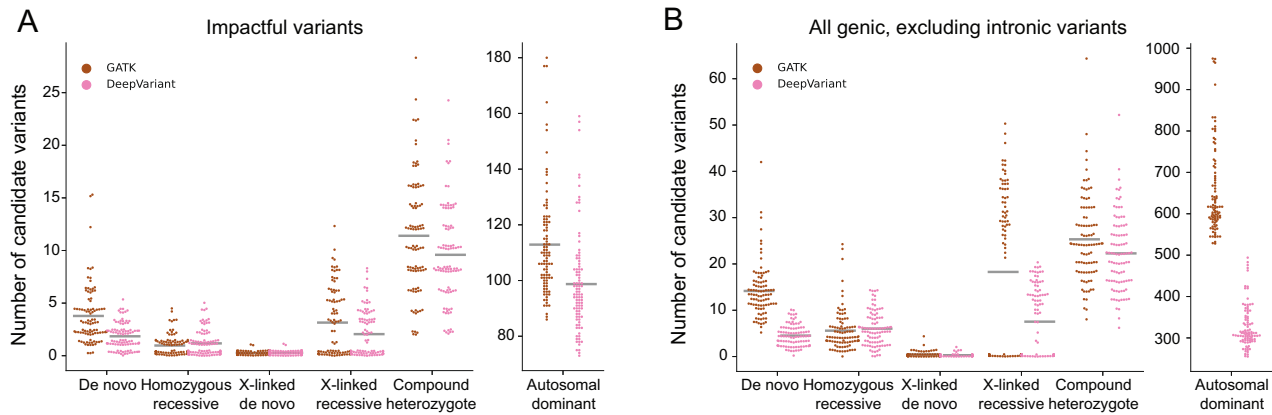 A
Impactful variants
Number of candidate variants
GATK
DeepVariant
25
20
15
10
5
0
180
160
140
120
100
80
De novo
Homozygous recessive
X-linked de novo
X-linked recessive
Compound heterozygote
Autosomal dominant
B
All genic, excluding intronic variants
Number of candidate variants
GATK
DeepVariant
60
50
40
30
20
10
0
1000
900
800
700
600
500
400
300
De novo
Homozygous recessive
X-linked de novo
X-linked recessive
Compound heterozygote
Autosomal dominant